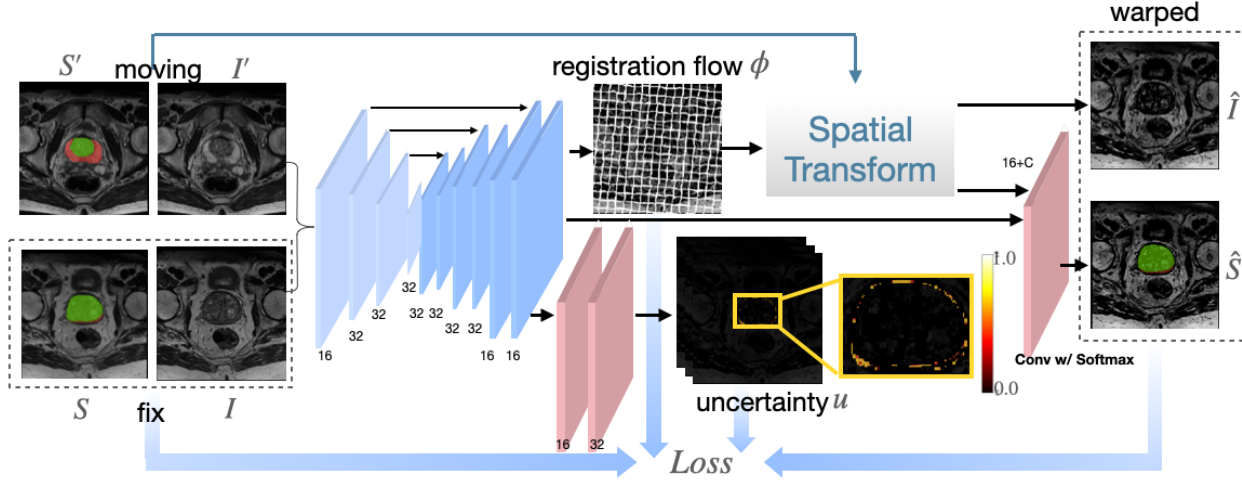 warped
S′ moving I′
registration flow ϕ
Î
Spatial
Transform
16+C
Ŝ
1.0
0.0
Conv w/ Softmax
32
32 32
32 32
32
32
16
16 16
S fix I
uncertainty u
16 32
Loss